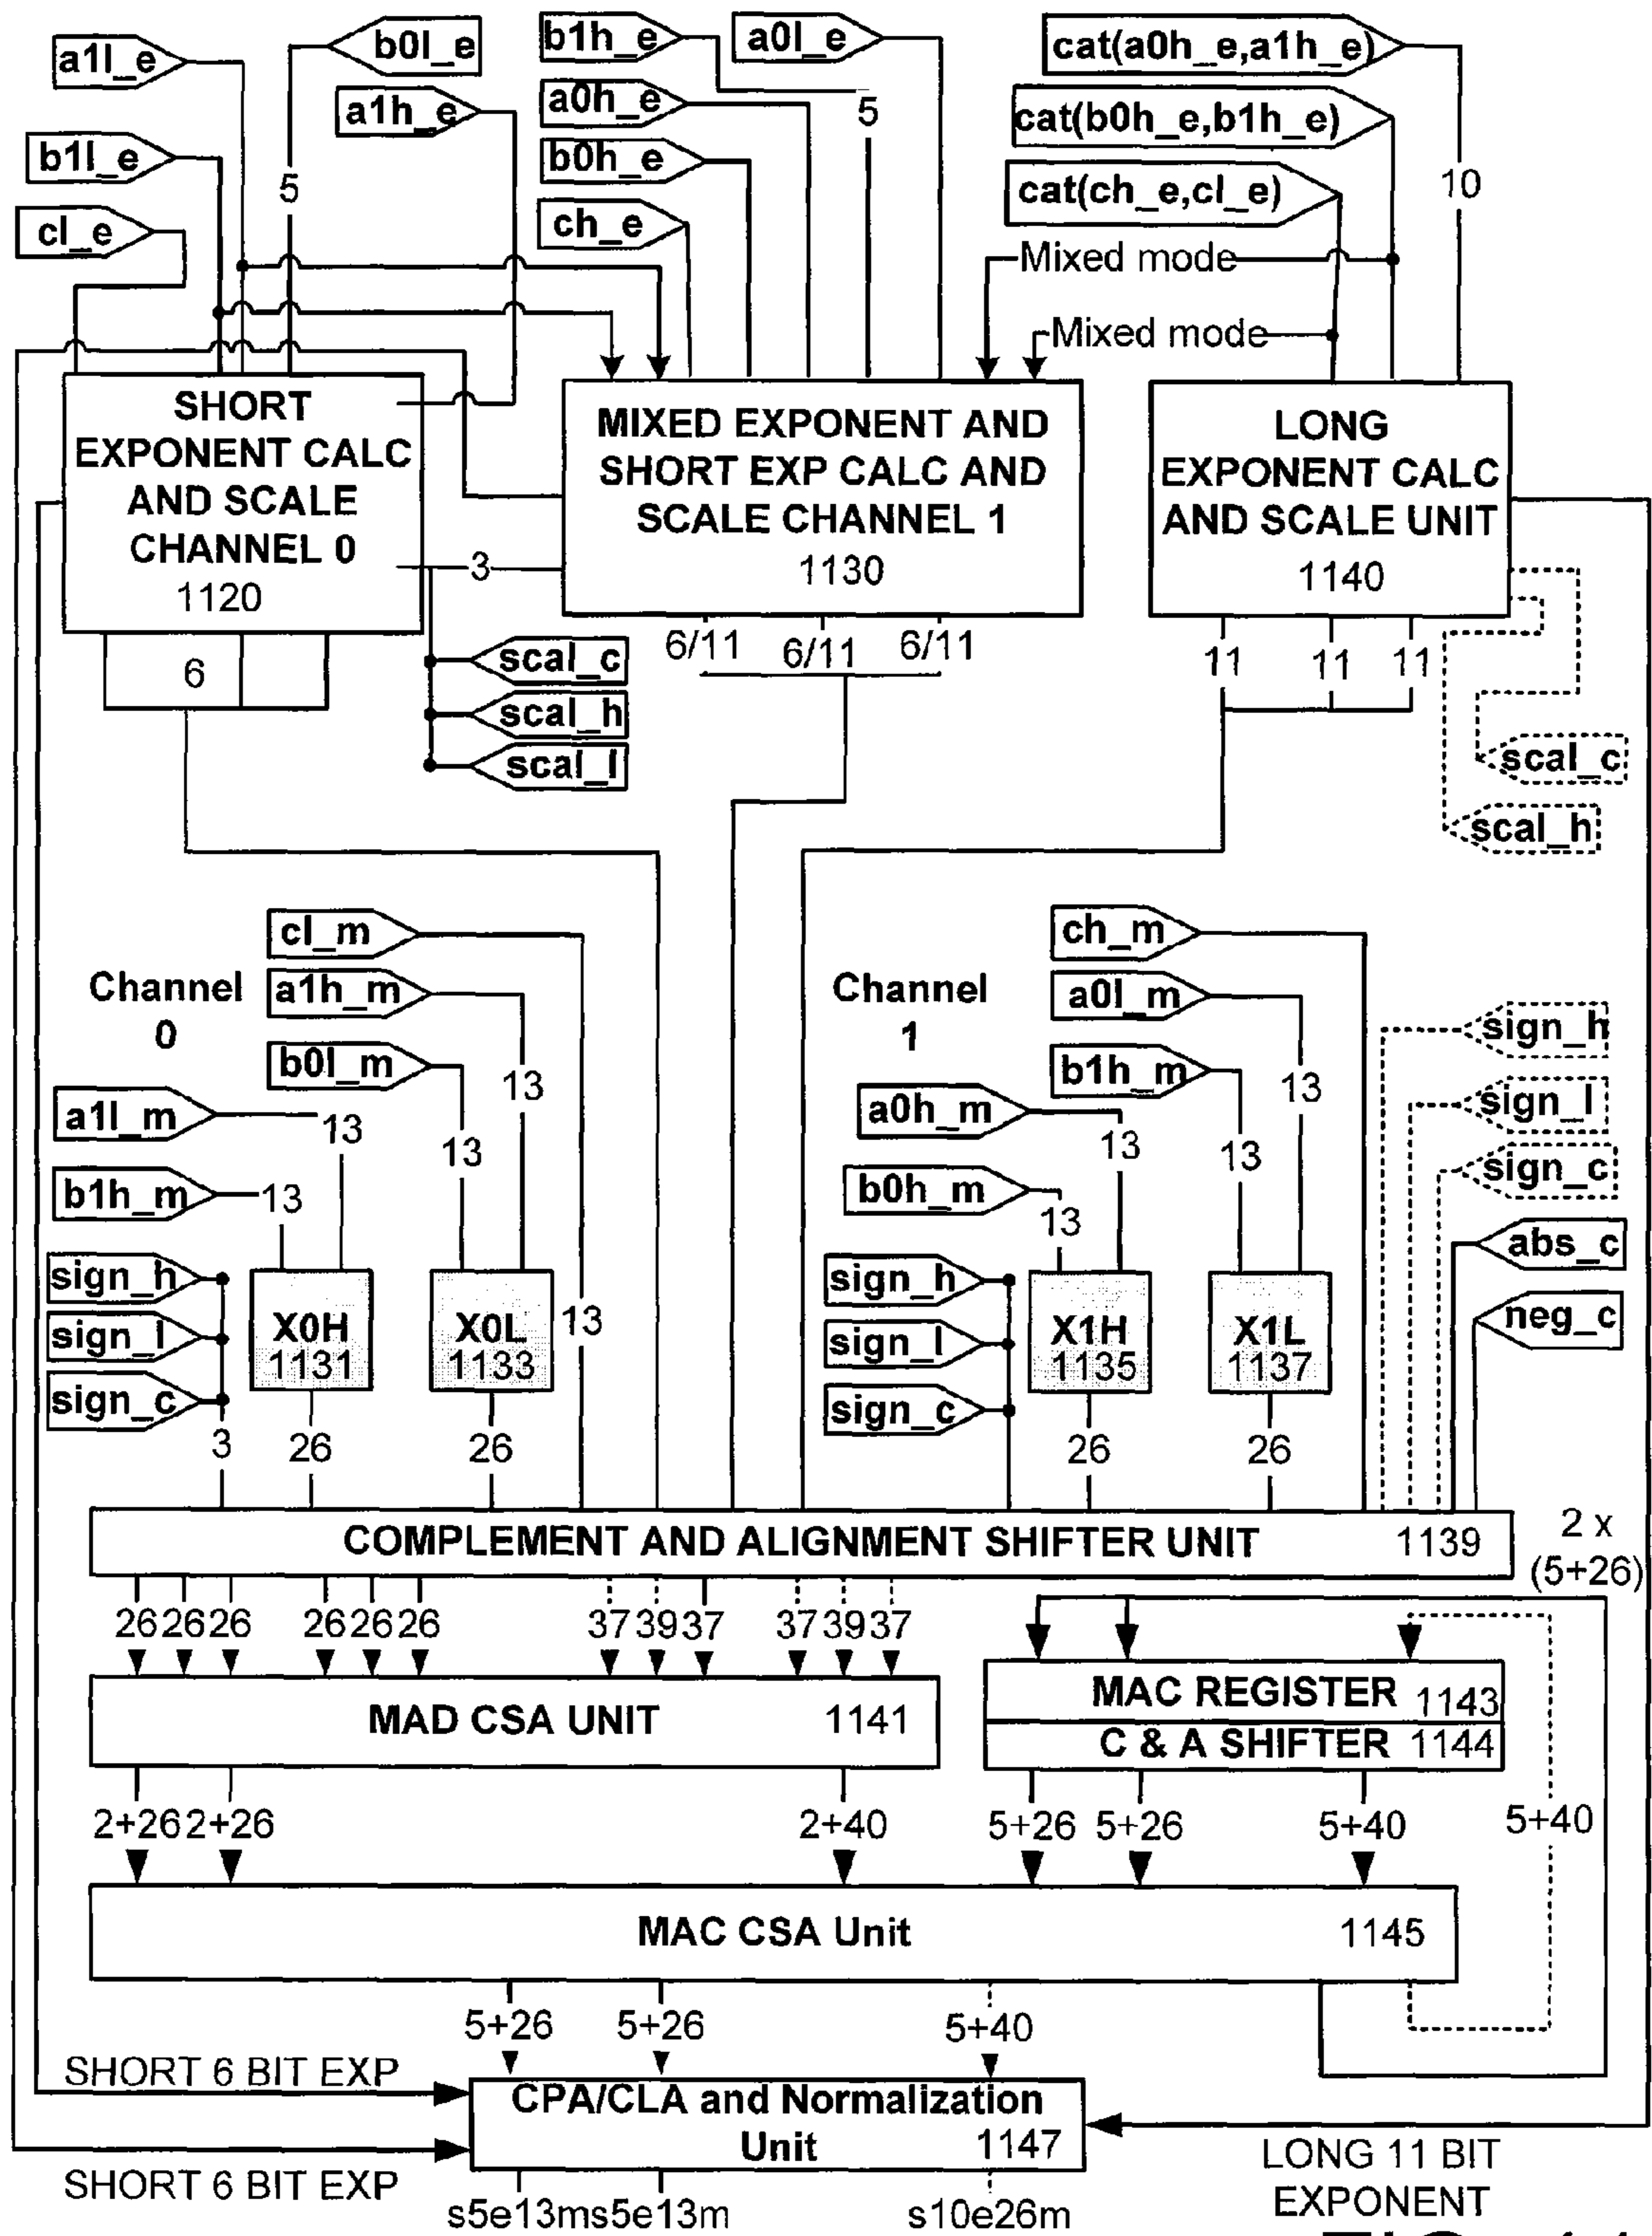 a1l_e
b0l_e
b1h_e
a0l_e
cat(a0h_e,a1h_e)
a1h_e
a0h_e
5
cat(b0h_e,b1h_e)
b1l_e
b0h_e
5
cat(ch_e,cl_e)
10
cl_e
ch_e
Mixed mode
Mixed mode
SHORT
EXPONENT CALC
AND SCALE
CHANNEL 0
1120
MIXED EXPONENT AND
SHORT EXP CALC AND
SCALE CHANNEL 1
1130
LONG
EXPONENT CALC
AND SCALE UNIT
1140
3
6
scal_c
scal_h
scal_l
6/11 6/11 6/11
11 11 11
scal_c
scal_h
cl_m
ch_m
Channel
0
a1h_m
Channel
1
a0l_m
sign_h
b0l_m
13
b1h_m
13
sign_l
a1l_m
13
13
a0h_m
13
13
sign_c
b1h_m
13
b0h_m
13
abs_c
sign_h
sign_l
sign_c
3
X0H
1131
X0L
1133
13
sign_h
sign_l
sign_c
X1H
1135
X1L
1137
neg_c
26
26
26
26
COMPLEMENT AND ALIGNMENT SHIFTER UNIT 1139
2 x
(5+26)
26 26 26 26 26 26 37 39 37 37 39 37
MAD CSA UNIT 1141
MAC REGISTER 1143
C & A SHIFTER 1144
2+26 2+26 2+40 5+26 5+26 5+40 5+40
MAC CSA Unit 1145
5+26 5+26 5+40
SHORT 6 BIT EXP
CPA/CLA and Normalization
Unit 1147
SHORT 6 BIT EXP
LONG 11 BIT
EXPONENT
s5e13m s5e13m s10e26m